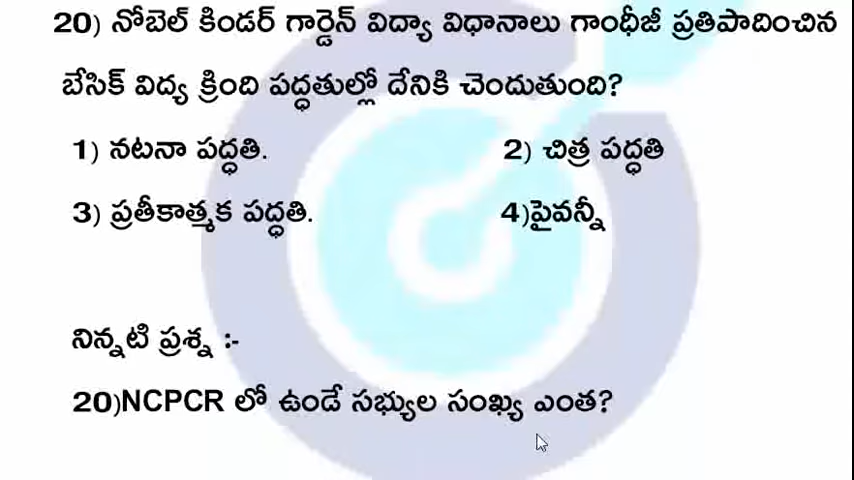 20) నోబెల్ కిండర్ గార్డెన్ విద్యా విధానాలు గాంధీజీ ప్రతిపాదించిన
బేసిక్ విద్య క్రింది పద్ధతుల్లో దేనికి చెందుతుంది?
1) నటనా పద్ధతి. 2) చిత్ర పద్ధతి
3) ప్రతీకాత్మక పద్ధతి. 4)పైవన్నీ
నిన్నటి ప్రశ్న :-
20)NCPCR లో ఉండే సభ్యుల సంఖ్య ఎంత?